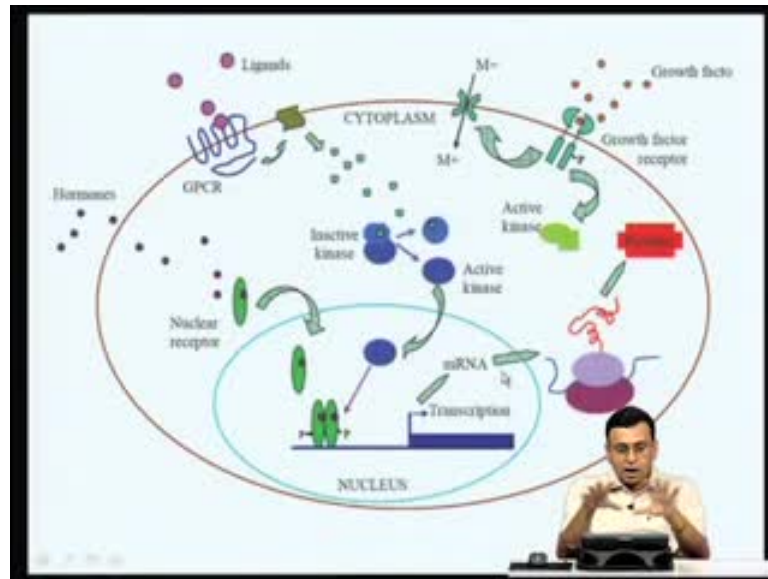 Ligands
M+
Growth facto
CYTOPLASM
M+
Growth factor
receptor
GPCR
Hormones
Active
kinase
Inactive
kinase
Active
kinase
Nuclear
receptor
mRNA
Transcription
P
P
P
NUCLEUS